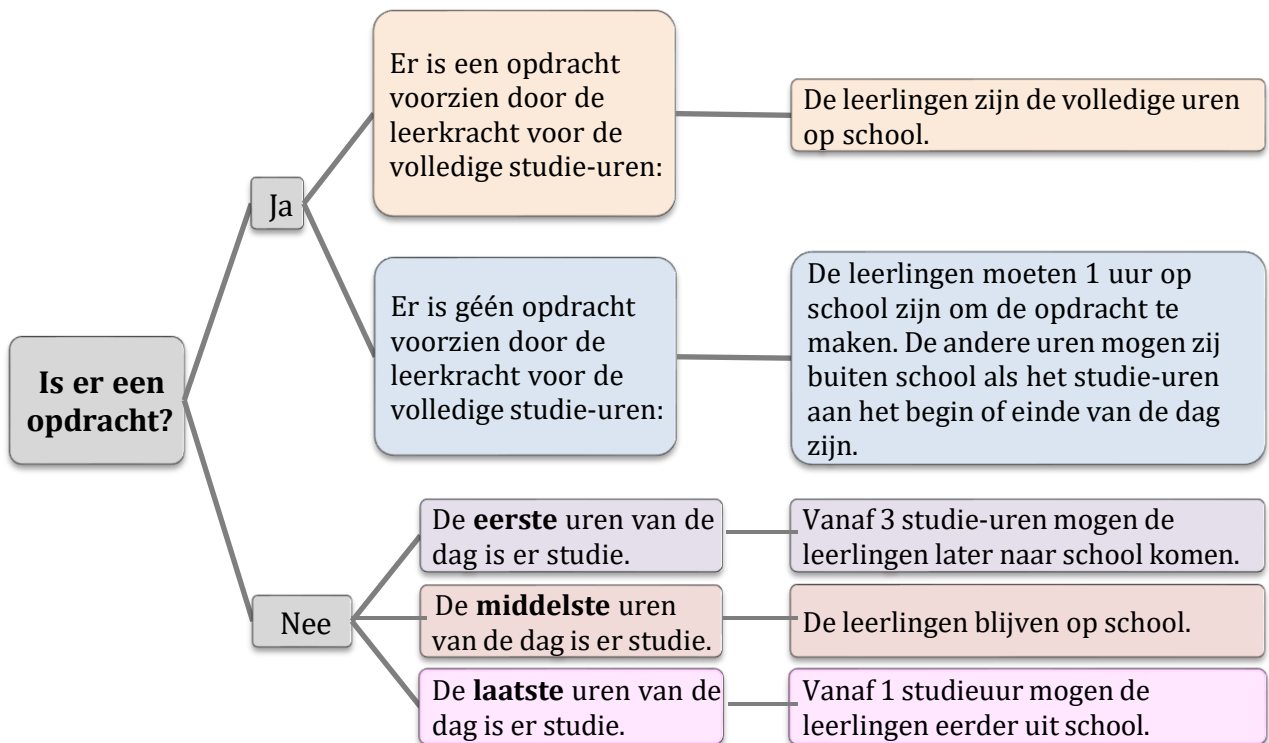 Is er een
opdracht?
Ja
Er is een opdracht
voorzien door de
leerkracht voor de
volledige studie-uren:
De leerlingen zijn de volledige uren
op school.
Er is géén opdracht
voorzien door de
leerkracht voor de
volledige studie-uren:
De leerlingen moeten 1 uur op
school zijn om de opdracht te
maken. De andere uren mogen zij
buiten school als het studie-uren
aan het begin of einde van de dag
zijn.
Nee
De eerste uren van de
dag is er studie.
Vanaf 3 studie-uren mogen de
leerlingen later naar school komen.
De middelste uren
van de dag is er studie.
De leerlingen blijven op school.
De laatste uren van de
dag is er studie.
Vanaf 1 studieuur mogen de
leerlingen eerder uit school.